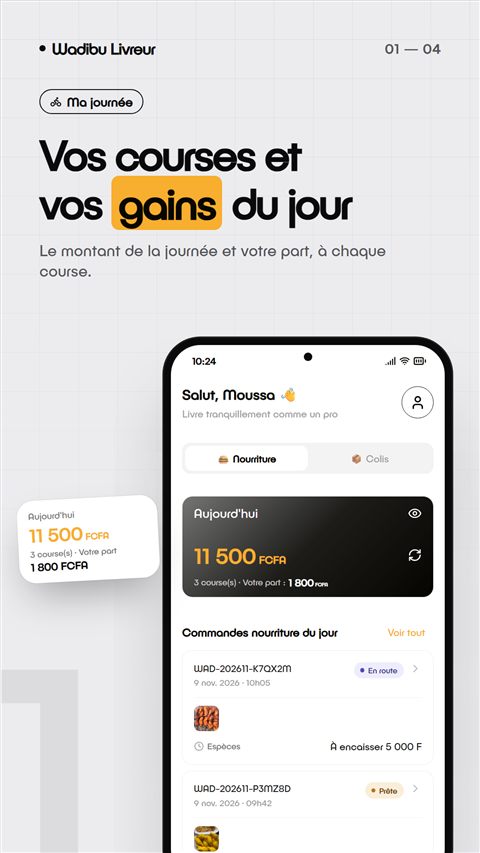 Wadibu Livreur
01 — 04
Ma journée
Vos courses et
vos gains du jour
Le montant de la journée et votre part, à chaque
course.
10:24
Salut, Moussa 👋
Livre tranquillement comme un pro
🍔 Nourriture
📦 Colis
Aujourd'hui
11 500 FCFA
3 course(s) · Votre part : 1 800 FCFA
Aujourd'hui
11 500 FCFA
3 course(s) · Votre part
1 800 FCFA
Commandes nourriture du jour
Voir tout
WAD-202611-K7QX2M
En route
9 nov. 2026 · 10h05
Espèces
À encaisser 5 000 F
WAD-202611-P3MZ8D
Prête
9 nov. 2026 · 09h42
1